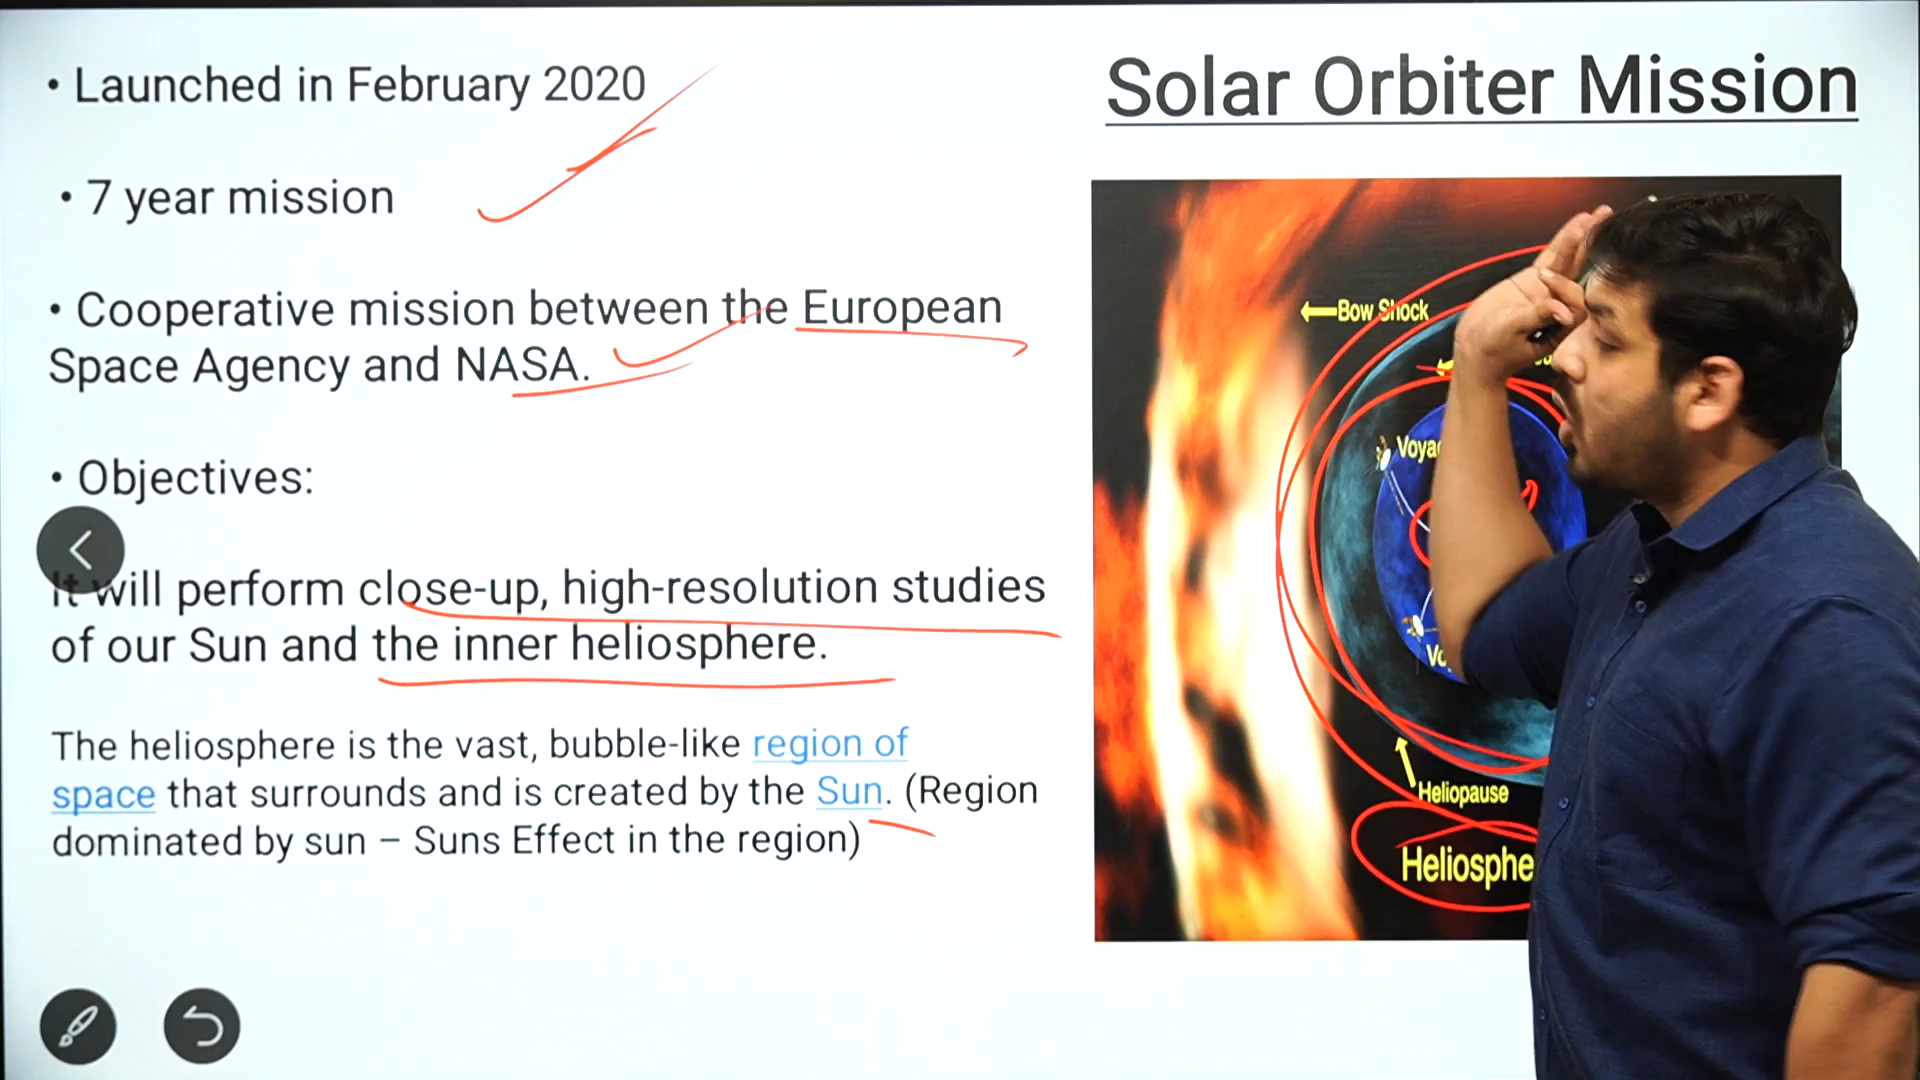 • Launched in February 2020
Solar Orbiter Mission
• 7 year mission
• Cooperative mission between the European
Space Agency and NASA.
• Objectives:
It will perform close-up, high-resolution studies
of our Sun and the inner heliosphere.
The heliosphere is the vast, bubble-like region of
space that surrounds and is created by the Sun. (Region
dominated by sun – Suns Effect in the region)
Bow Shock
Heliopause